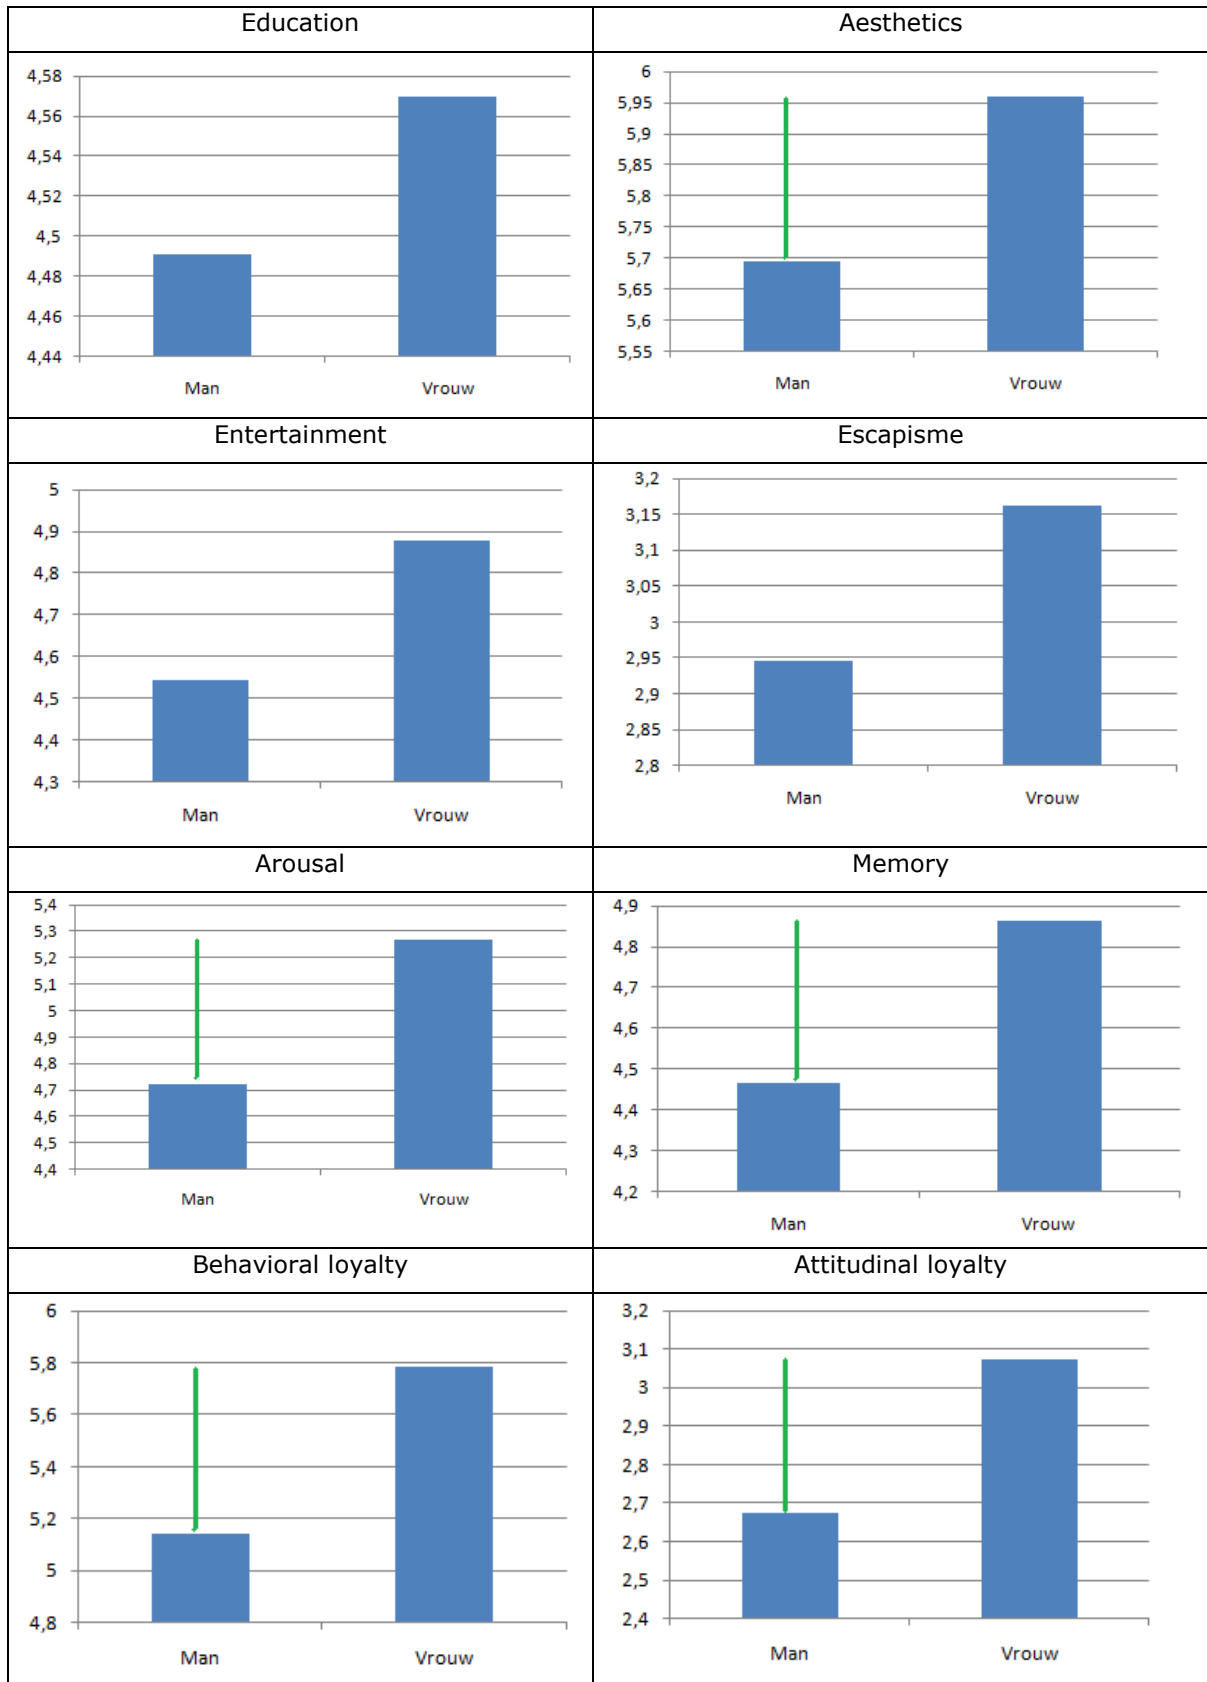 Education
Aesthetics
4,58
4,56
4,54
4,52
4,5
4,48
4,46
4,44
Man
Vrouw
6
5,95
5,9
5,85
5,8
5,75
5,7
5,65
5,6
5,55
Man
Vrouw
Entertainment
Escapisme
5
4,9
4,8
4,7
4,6
4,5
4,4
4,3
Man
Vrouw
3,2
3,15
3,1
3,05
3
2,95
2,9
2,85
2,8
Man
Vrouw
Arousal
Memory
5,4
5,3
5,2
5,1
5
4,9
4,8
4,7
4,6
4,5
4,4
Man
Vrouw
4,9
4,8
4,7
4,6
4,5
4,4
4,3
4,2
Man
Vrouw
Behavioral loyalty
Attitudinal loyalty
6
5,8
5,6
5,4
5,2
5
4,8
Man
Vrouw
3,2
3,1
3
2,9
2,8
2,7
2,6
2,5
2,4
Man
Vrouw